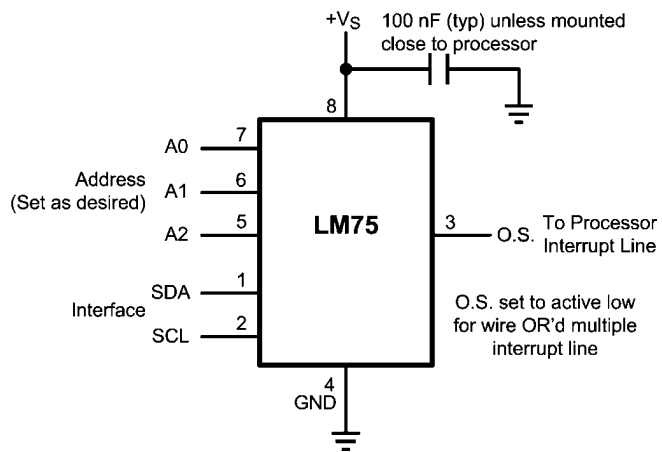 +VS
100 nF (typ) unless mounted
close to processor
8
A0
7
Address
(Set as desired)
A1
6
A2
5
LM75
3
O.S.
To Processor
Interrupt Line
Interface
SDA
1
SCL
2
O.S. set to active low
for wire OR'd multiple
interrupt line
4
GND